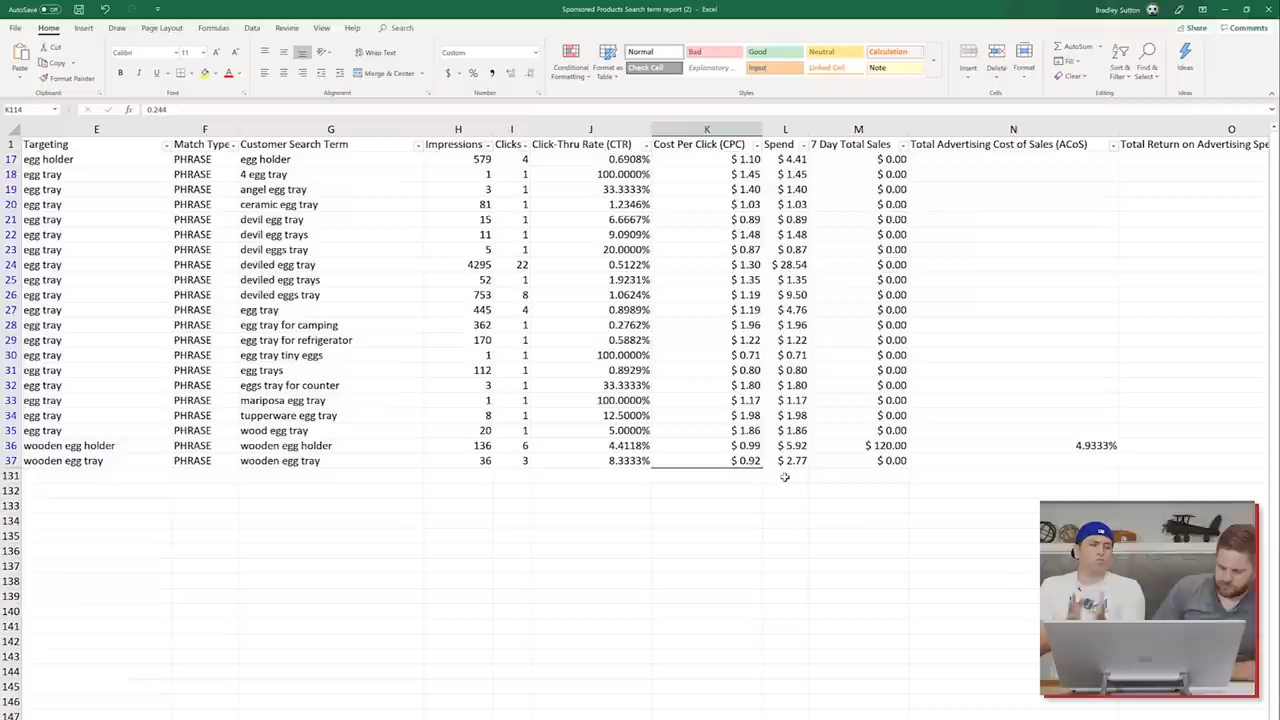 AutoSave Off Sponsored Products Search term report (2) - Excel Bradley Sutton
File Home Insert Draw Page Layout Formulas Data Review View Help Search Share Comments
Cut
Copy
Format Painter
Paste
Clipboard
Calibri 11
B I U A
Font
Wrap Text
Merge & Center
Alignment
Custom
$ % 9
Number
Conditional Formatting
Format as Table
Normal Bad Good Neutral Calculation
Check Cell Explanatory ... Input Linked Cell Note
Styles
Insert Delete Format
Cells
AutoSum
Fill
Clear
Sort & Filter
Find & Select
Editing
Ideas
Ideas
K114 fx 0.244
E F G H I J K L M N O
1 Targeting Match Type Customer Search Term Impressions Clicks Click-Thru Rate (CTR) Cost Per Click (CPC) Spend 7 Day Total Sales Total Advertising Cost of Sales (ACoS) Total Return on Advertising Spe
17 egg holder PHRASE egg holder 579 4 0.6908% $ 1.10 $ 4.41 $ 0.00
18 egg tray PHRASE 4 egg tray 1 1 100.0000% $ 1.45 $ 1.45 $ 0.00
19 egg tray PHRASE angel egg tray 3 1 33.3333% $ 1.40 $ 1.40 $ 0.00
20 egg tray PHRASE ceramic egg tray 81 1 1.2346% $ 1.03 $ 1.03 $ 0.00
21 egg tray PHRASE devil egg tray 15 1 6.6667% $ 0.89 $ 0.89 $ 0.00
22 egg tray PHRASE devil egg trays 11 1 9.0909% $ 1.48 $ 1.48 $ 0.00
23 egg tray PHRASE devil eggs tray 5 1 20.0000% $ 0.87 $ 0.87 $ 0.00
24 egg tray PHRASE deviled egg tray 4295 22 0.5122% $ 1.30 $ 28.54 $ 0.00
25 egg tray PHRASE deviled egg trays 52 1 1.9231% $ 1.35 $ 1.35 $ 0.00
26 egg tray PHRASE deviled eggs tray 753 8 1.0624% $ 1.19 $ 9.50 $ 0.00
27 egg tray PHRASE egg tray 445 4 0.8989% $ 1.19 $ 4.76 $ 0.00
28 egg tray PHRASE egg tray for camping 362 1 0.2762% $ 1.96 $ 1.96 $ 0.00
29 egg tray PHRASE egg tray for refrigerator 170 1 0.5882% $ 1.22 $ 1.22 $ 0.00
30 egg tray PHRASE egg tray tiny eggs 1 1 100.0000% $ 0.71 $ 0.71 $ 0.00
31 egg tray PHRASE egg trays 112 1 0.8929% $ 0.80 $ 0.80 $ 0.00
32 egg tray PHRASE eggs tray for counter 3 1 33.3333% $ 1.80 $ 1.80 $ 0.00
33 egg tray PHRASE mariposa egg tray 1 1 100.0000% $ 1.17 $ 1.17 $ 0.00
34 egg tray PHRASE tupperware egg tray 8 1 12.5000% $ 1.98 $ 1.98 $ 0.00
35 egg tray PHRASE wood egg tray 20 1 5.0000% $ 1.86 $ 1.86 $ 0.00
36 wooden egg holder PHRASE wooden egg holder 136 6 4.4118% $ 0.99 $ 5.92 $ 120.00 4.9333%
37 wooden egg tray PHRASE wooden egg tray 36 3 8.3333% $ 0.92 $ 2.77 $ 0.00
131
132
133
134
135
136
137
138
139
140
141
142
143
144
145
146
147